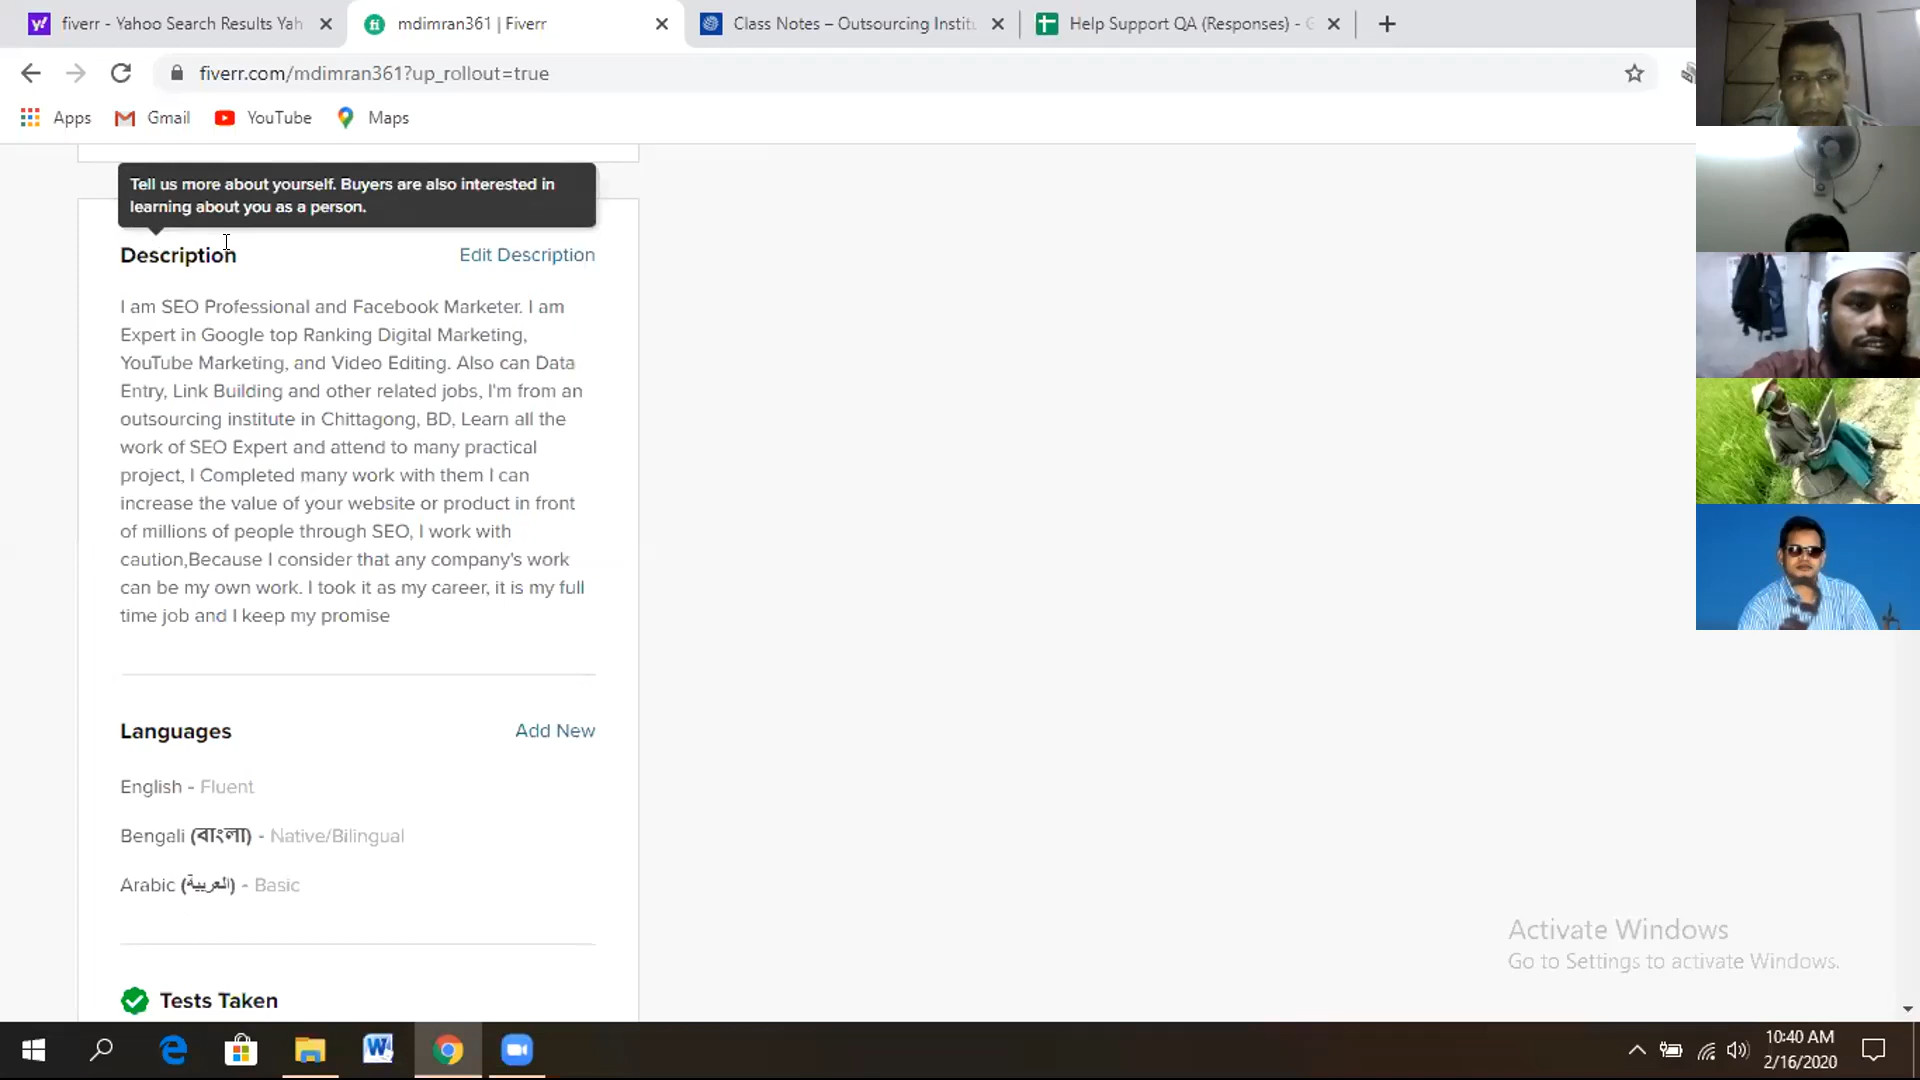 fiverr - Yahoo Search Results Yah
mdimran361 | Fiverr
Class Notes – Outsourcing Instit
Help Support QA (Responses) - G
fiverr.com/mdimran361?up_rollout=true
Apps
Gmail
YouTube
Maps
Tell us more about yourself. Buyers are also interested in
learning about you as a person.
Description
Edit Description
I am SEO Professional and Facebook Marketer. I am
Expert in Google top Ranking Digital Marketing,
YouTube Marketing, and Video Editing. Also can Data
Entry, Link Building and other related jobs, I'm from an
outsourcing institute in Chittagong, BD, Learn all the
work of SEO Expert and attend to many practical
project, I Completed many work with them I can
increase the value of your website or product in front
of millions of people through SEO, I work with
caution,Because I consider that any company's work
can be my own work. I took it as my career, it is my full
time job and I keep my promise
Languages
Add New
English - Fluent
Bengali (বাংলা) - Native/Bilingual
Arabic (العربية) - Basic
Tests Taken
Activate Windows
Go to Settings to activate Windows.
10:40 AM
2/16/2020